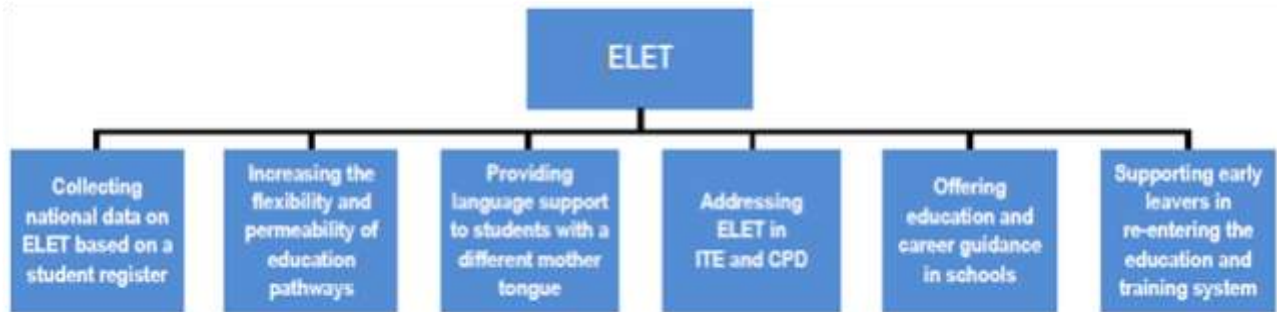 ELET
Collecting
national data on
ELET based on a
student register
Increasing the
flexibility and
permeability of
education
pathways
Providing
language support
to students with a
different mother
tongue
Addressing
ELET in
ITE and CPD
Offering
education and
career guidance
in schools
Supporting early
leavers in
re-entering the
education and
training system